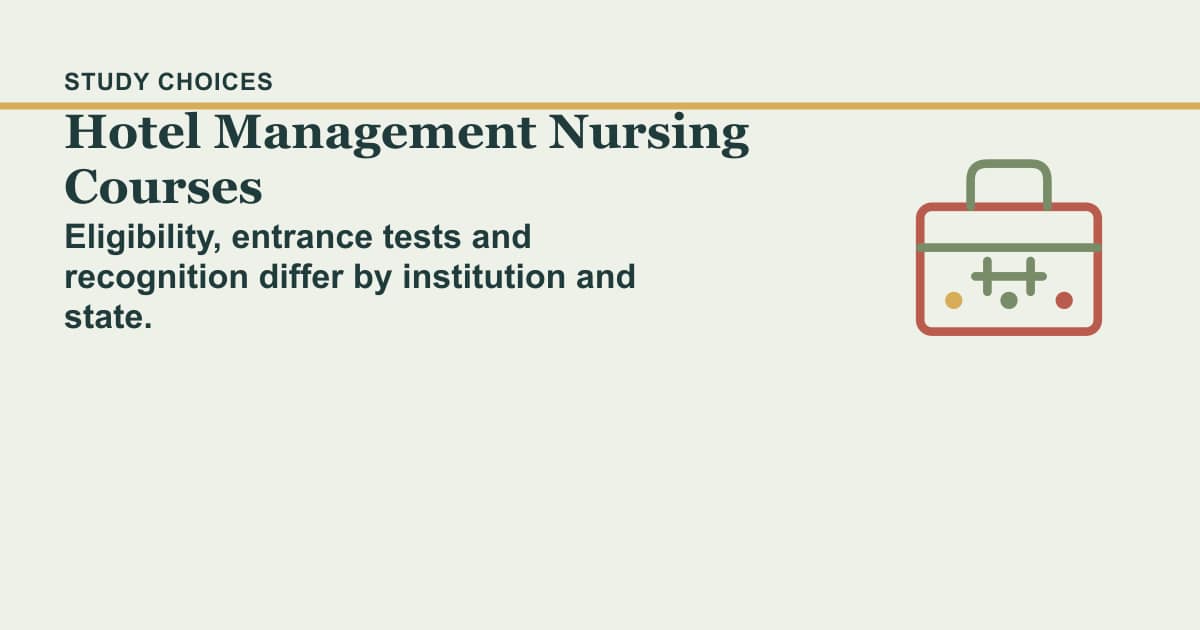 STUDY CHOICES
Hotel Management Nursing
Courses
Eligibility, entrance tests and
recognition differ by institution and
state.